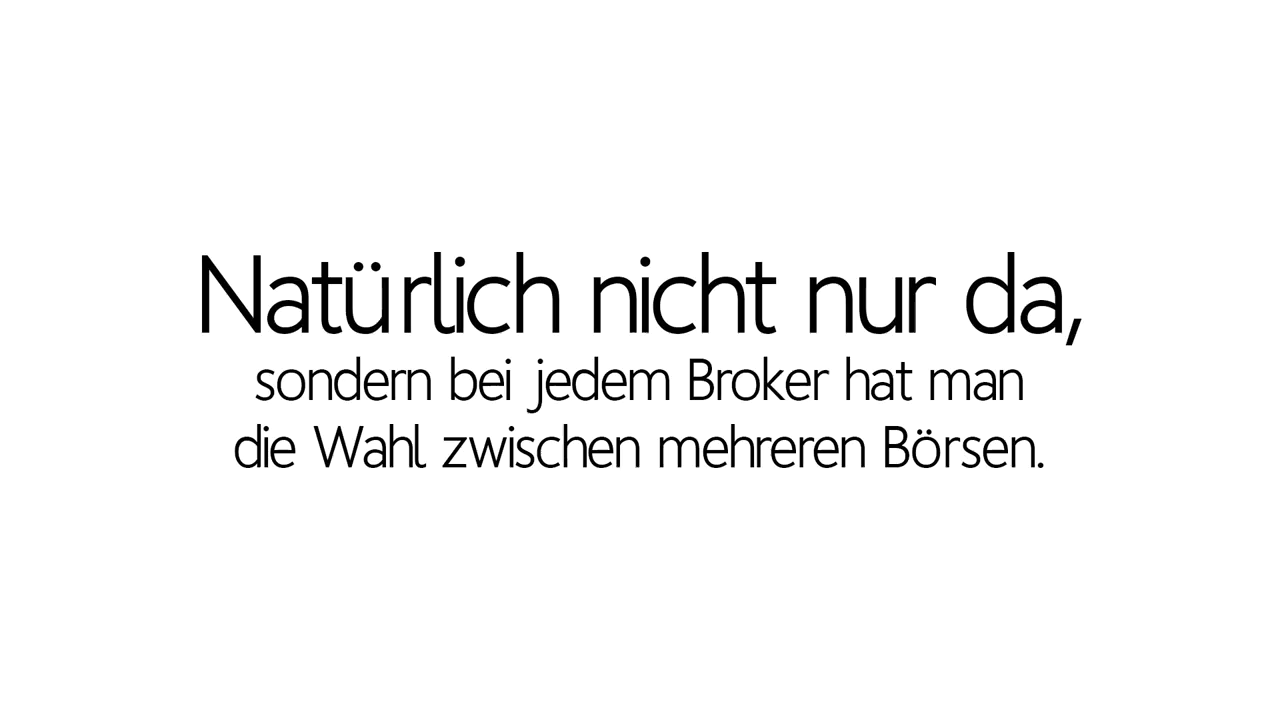 Natürlich nicht nur da,
sondern bei jedem Broker hat man
die Wahl zwischen mehreren Börsen.